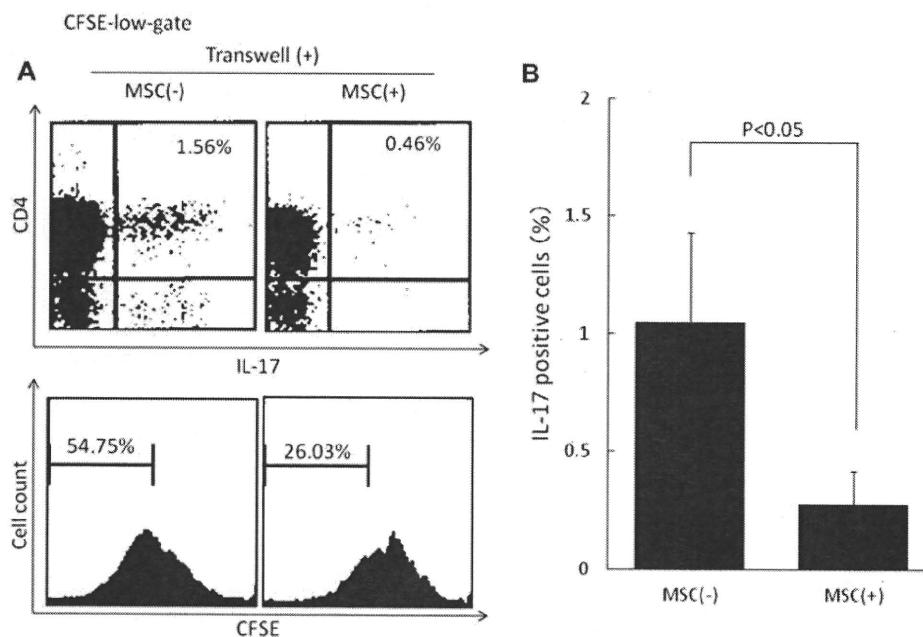 CFSE-low-gate
Transwell (+)
A
MSC(-) MSC(+)
1.56% 0.46%
CD4
IL-17
54.75% 26.03%
Cell count
CFSE
B
2
P<0.05
1.5
1
0.5
0
IL-17 positive cells (%)
MSC(-) MSC(+)